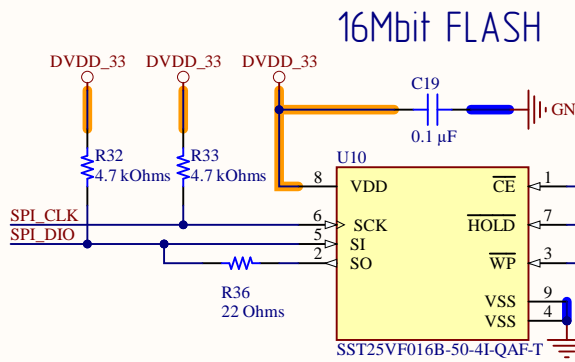 16Mbit FLASH
DVDD_33 DVDD_33 DVDD_33
C19
GN
0.1 µF
R32 R33
4.7 kOhms 4.7 kOhms
U10
8 VDD CE 1
SPI_CLK 6 SCK HOLD 7
SPI_DIO 5 SI
2 SO WP 3
R36
22 Ohms
VSS 9
VSS 4
SST25VF016B-50-4I-QAF-T